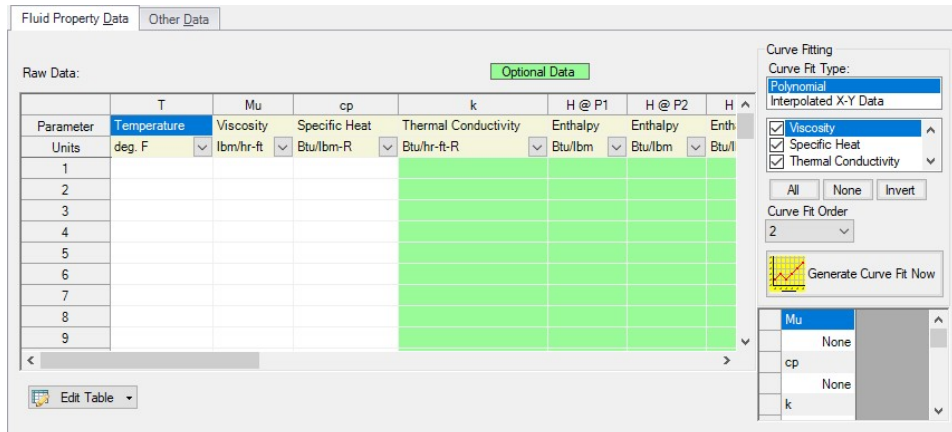 Fluid Property Data Other Data
Raw Data:
Optional Data
T Mu cp k H @ P1 H @ P2 H
Parameter Temperature Viscosity Specific Heat Thermal Conductivity Enthalpy Enthalpy Enth
Units deg. F lbm/hr-ft Btu/lbm-R Btu/hr-ft-R Btu/lbm Btu/lbm Btu/l
1
2
3
4
5
6
7
8
9
Edit Table
Curve Fitting
Curve Fit Type:
Polynomial
Interpolated X-Y Data
Viscosity
Specific Heat
Thermal Conductivity
All None Invert
Curve Fit Order
2
Generate Curve Fit Now
Mu
None
cp
None
k